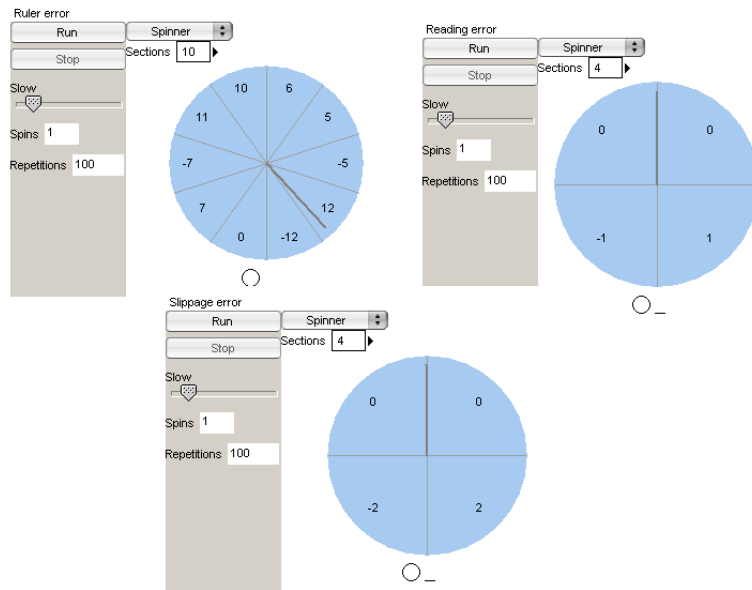 Ruler error
Run
Spinner
Stop
Sections 10
Slow
Spins 1
Repetitions 100
10 6
11 5
-7 -5
7 12
0 -12
Reading error
Run
Spinner
Stop
Sections 4
Slow
Spins 1
Repetitions 100
0 0
-1 1
Slippage error
Run
Spinner
Stop
Sections 4
Slow
Spins 1
Repetitions 100
0 0
-2 2